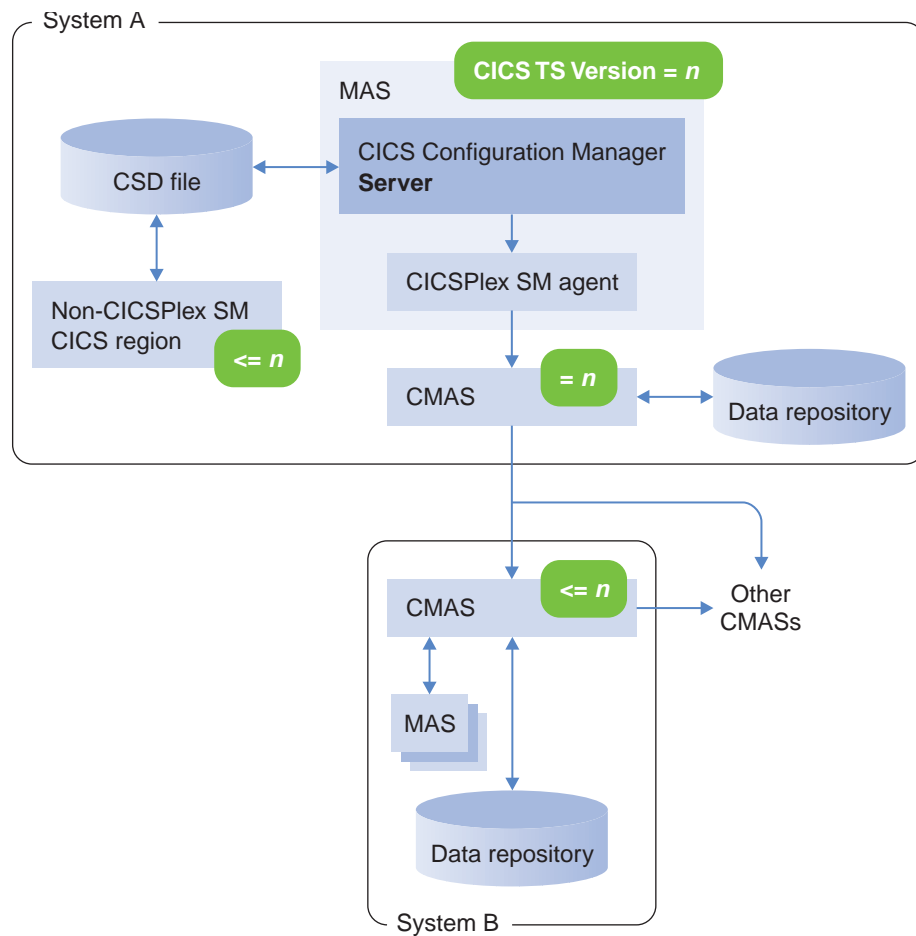 System A
CICS TS Version = n
MAS
CICS Configuration Manager
Server
CSD file
CICSPlex SM agent
Non-CICSPlex SM
CICS region
<= n
= n
CMAS
Data repository
<= n
CMAS
Other
CMASs
MAS
Data repository
System B